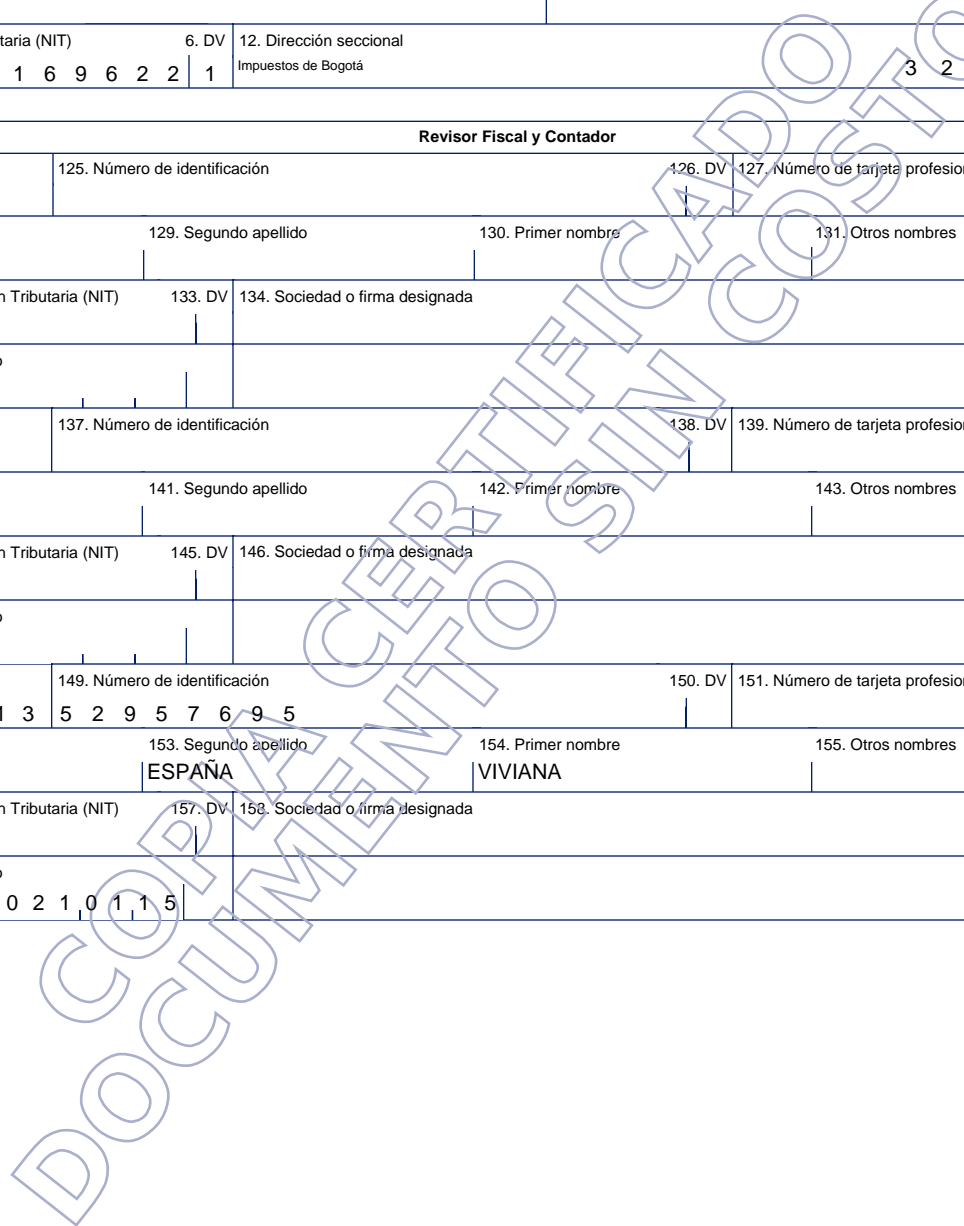 taria (NIT) 6. DV 12. Dirección seccional
1 6 9 6 2 2 1 Impuestos de Bogotá 3 2
Revisor Fiscal y Contador
125. Número de identificación 126. DV 127. Número de tarjeta profesion
129. Segundo apellido 130. Primer nombre 131. Otros nombres
n Tributaria (NIT) 133. DV 134. Sociedad o firma designada
o
137. Número de identificación 138. DV 139. Número de tarjeta profesion
141. Segundo apellido 142. Primer nombre 143. Otros nombres
n Tributaria (NIT) 145. DV 146. Sociedad o firma designada
o
149. Número de identificación 150. DV 151. Número de tarjeta profesion
1 3 5 2 9 5 7 6 9 5
153. Segundo apellido 154. Primer nombre 155. Otros nombres
ESPAÑA VIVIANA
n Tributaria (NIT) 157. DV 158. Sociedad o firma designada
o
0 2 1 0 1 1 5
COPIA CERTIFICADO
DOCUMENTO SIN COSTO